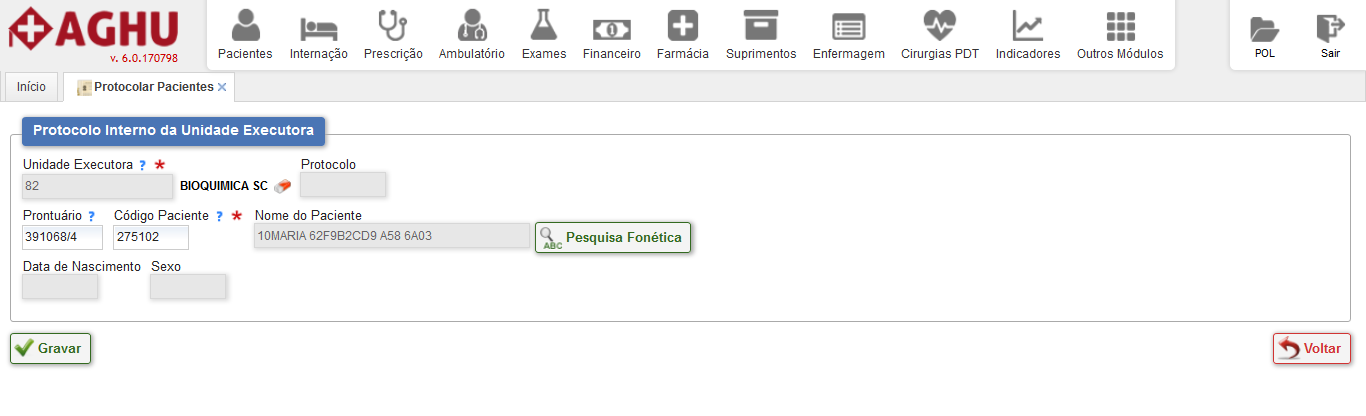 AGHU
v. 6.0.170798
Pacientes Internação Prescrição Ambulatório Exames Financeiro Farmácia Suprimentos Enfermagem Cirurgias PDT Indicadores Outros Módulos POL Sair
Início Protocolar Pacientes
Protocolo Interno da Unidade Executora
Unidade Executora ? * Protocolo
82 BIOQUIMICA SC
Prontuário ? Código Paciente ? * Nome do Paciente
391068/4 275102 10MARIA 62F9B2CD9 A58 6A03 ABC Pesquisa Fonética
Data de Nascimento Sexo
Gravar Voltar